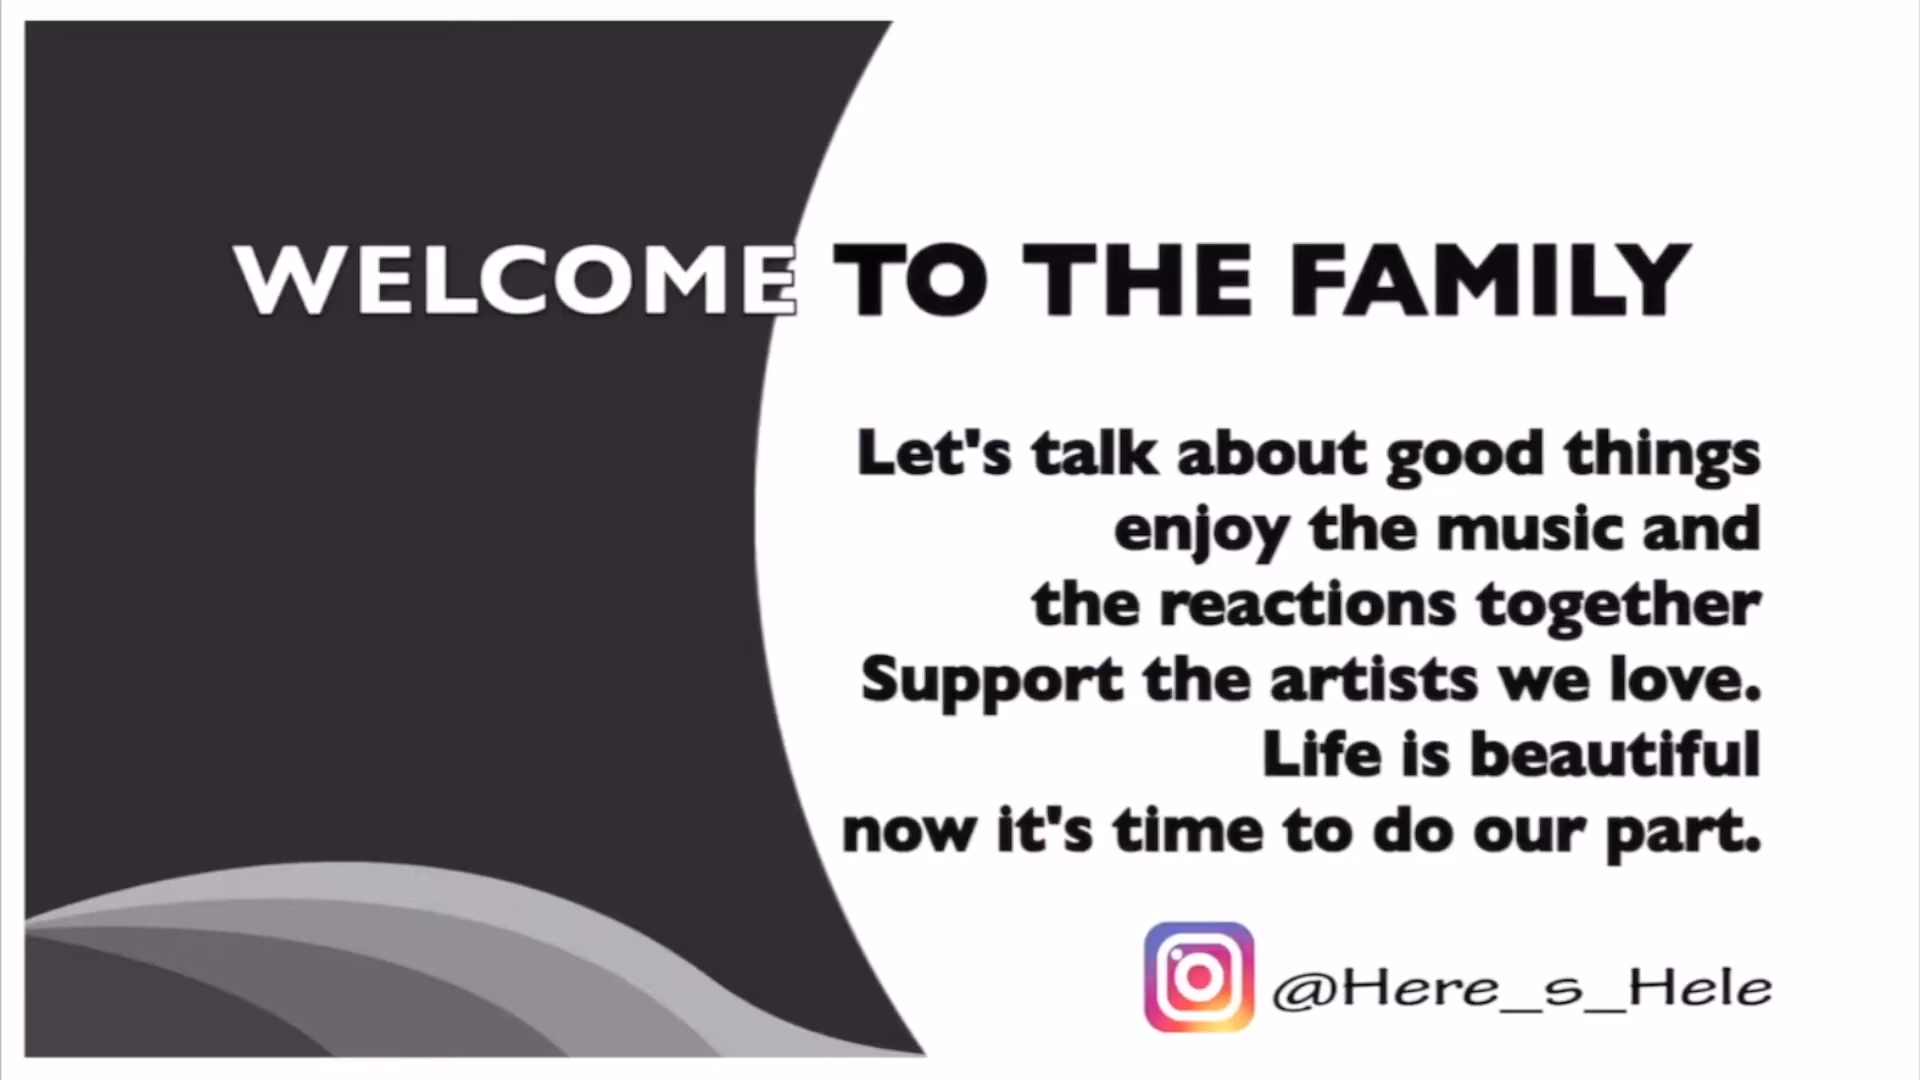 WELCOME TO THE FAMILY
Let's talk about good things
enjoy the music and
the reactions together
Support the artists we love.
Life is beautiful
now it's time to do our part.
@Here_s_Hele